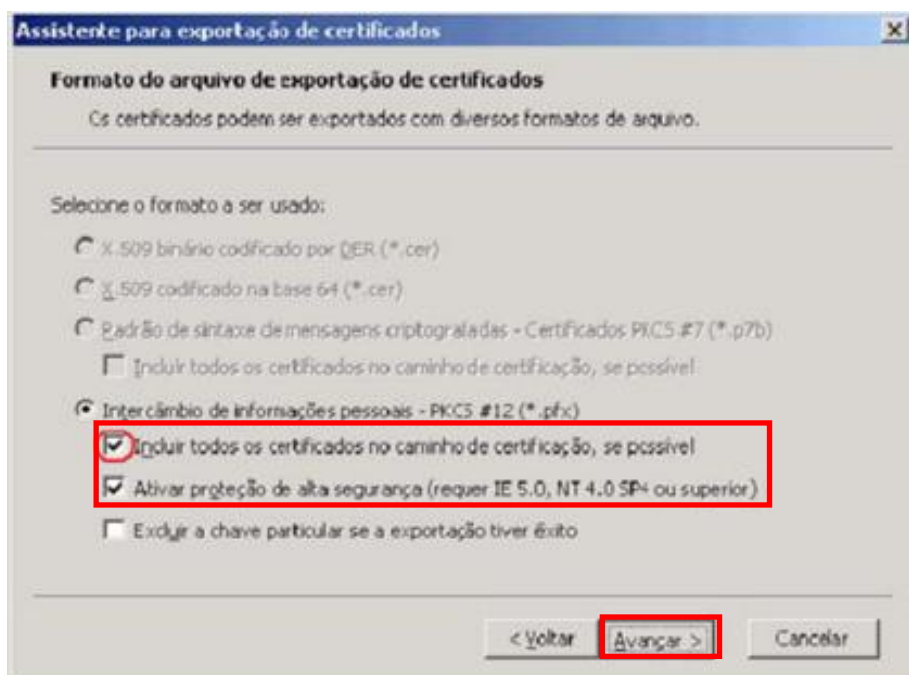 Assistente para exportação de certificados
Formato do arquivo de exportação de certificados
Os certificados podem ser exportados com diversos formatos de arquivo.
Selecione o formato a ser usado:
X.509 binário codificado por DER (*.cer)
X.509 codificado na base 64 (*.cer)
Padrão de sintaxe de mensagens criptografadas - Certificados PKCS #7 (*.p7b)
Incluir todos os certificados no caminho de certificação, se possível
Intercâmbio de informações pessoais - PKCS #12 (*.pfx)
Incluir todos os certificados no caminho de certificação, se possível
Ativar proteção de alta segurança (requer IE 5.0, NT 4.0 SP4 ou superior)
Excluir a chave particular se a exportação tiver êxito
< Voltar Avançar > Cancelar